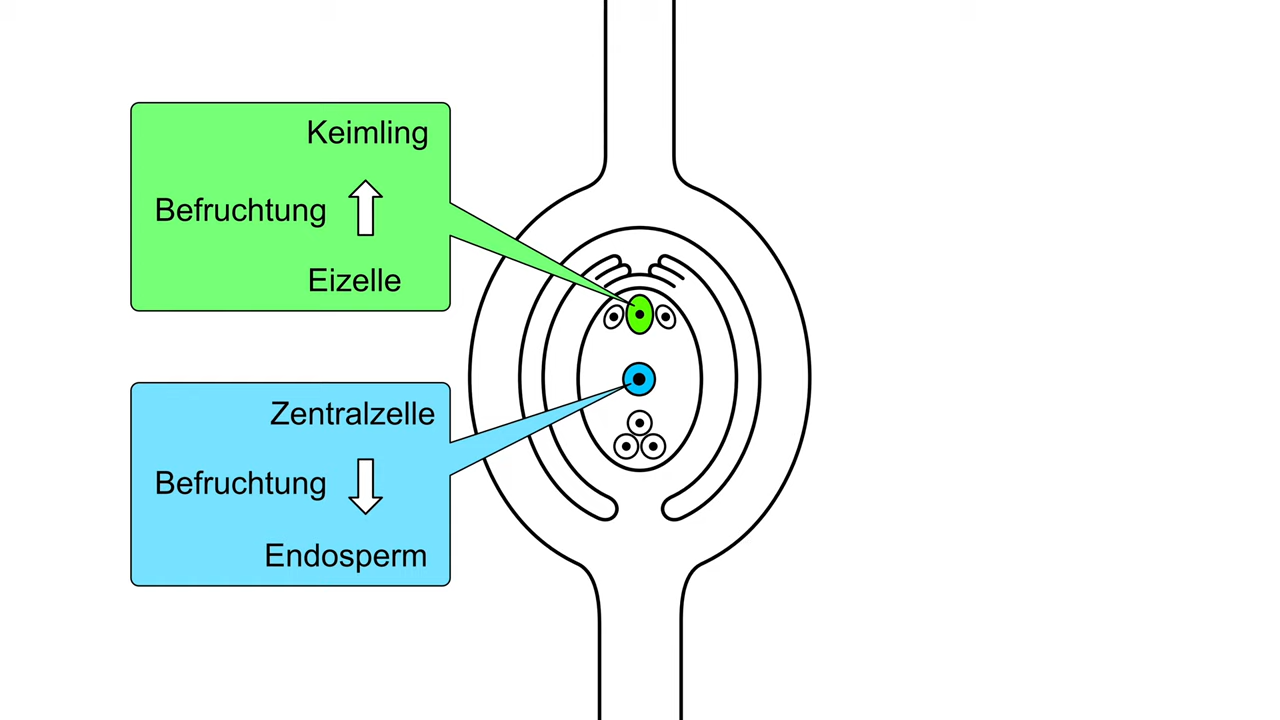 Keimling
Befruchtung
Eizelle
Zentralzelle
Befruchtung
Endosperm